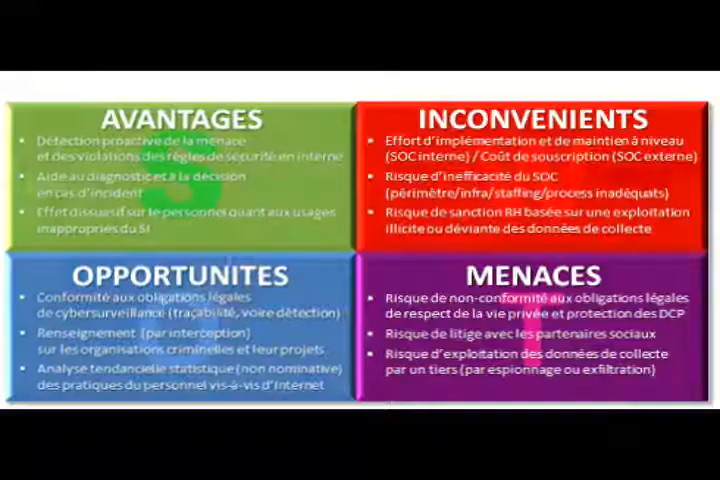 AVANTAGES
• Détection proactive de la menace
et des violations des règles de sécurité en interne
• Aide au diagnostic et à la décision
en cas d'incident
• Effet dissuasif sur le personnel quant aux usages
inappropriés du SI
INCONVENIENTS
• Effort d'implémentation et de maintien à niveau
(SOC interne) / Coût de souscription (SOC externe)
• Risque d'inefficacité du SOC
(périmètre/infra/staffing/process inadéquats)
• Risque de sanction RH basée sur une exploitation
illicite ou déviante des données de collecte
OPPORTUNITES
• Conformité aux obligations légales
de cybersurveillance (traçabilité, voire détection)
• Renseignement (par interception)
sur les organisations criminelles et leur projets
• Analyse tendancielle statistique (non nominative)
des pratiques du personnel vis-à-vis d'Internet
MENACES
• Risque de non-conformité aux obligations légales
de respect de la vie privée et protection des DCP
• Risque de litige avec les partenaires sociaux
• Risque d'exploitation des données de collecte
par un tiers (par espionnage ou exfiltration)